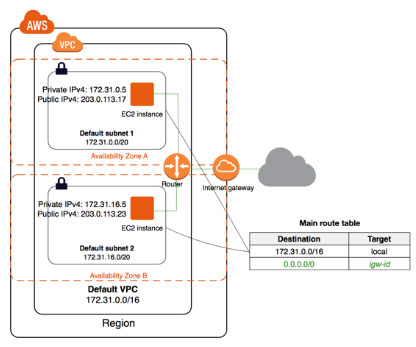 AWS
VPC
Private IPv4: 172.31.0.5
Public IPv4: 203.0.113.17
EC2 instance
Default subnet 1
172.31.0.0/20
Availability Zone A
Router
Internet gateway
Private IPv4: 172.31.16.5
Public IPv4: 203.0.113.23
EC2 instance
Default subnet 2
172.31.16.0/20
Availability Zone B
Default VPC
172.31.0.0/16
Region
Main route table
Destination Target
172.31.0.0/16 local
0.0.0.0/0 igw-id